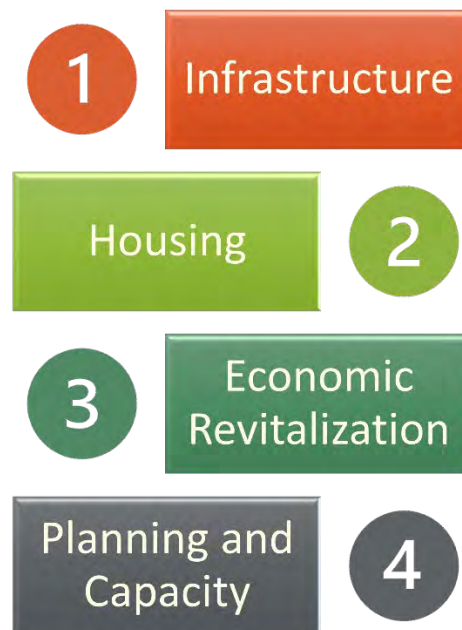 1
Infrastructure
Housing
2
3
Economic
Revitalization
Planning and
Capacity
4